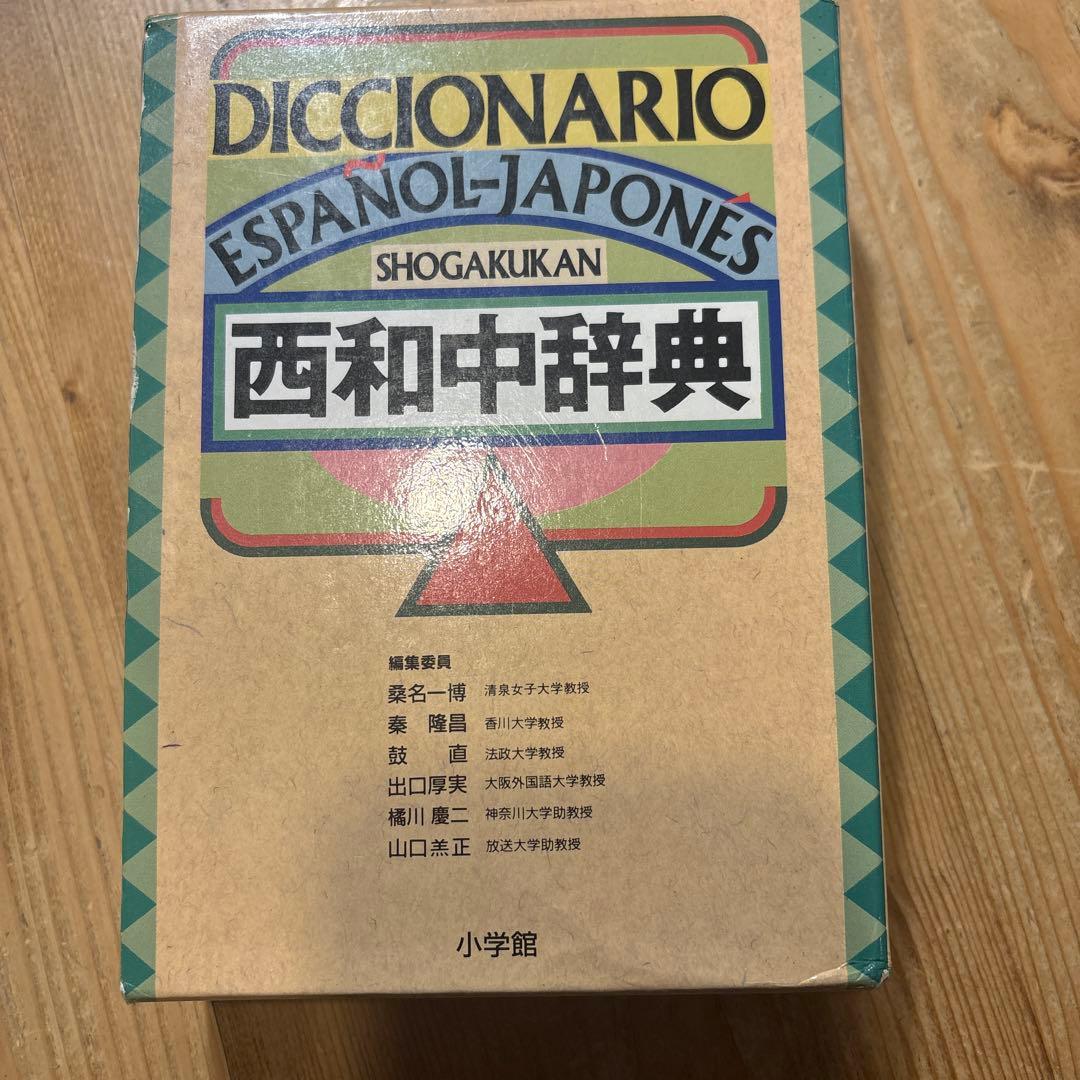 DICCIONARIO
ESPAÑOL-JAPONÉS
SHOGAKUKAN
西和中辞典
編集委員
桑名一博 清泉女子大学教授
秦 隆昌 香川大学教授
鼓 直 法政大学教授
出口厚実 大阪外国語大学教授
橘川慶二 神奈川大学助教授
山口恙正 放送大学助教授
小学館